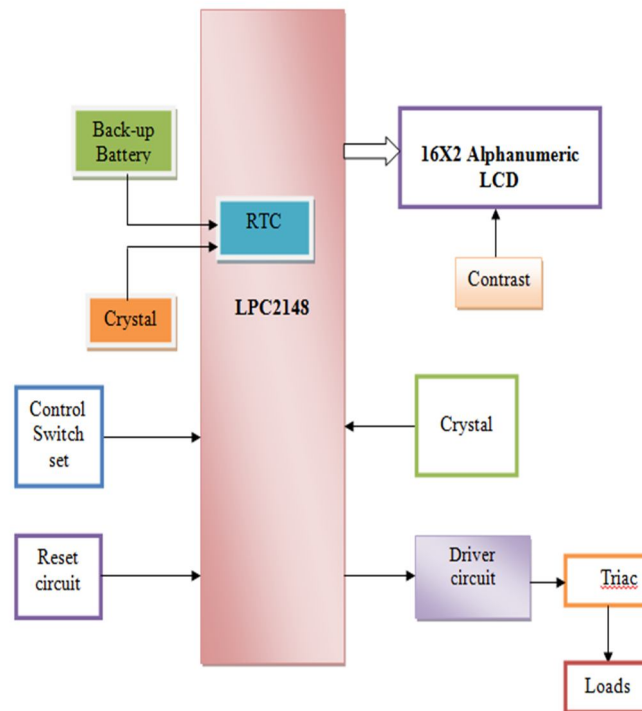 Back-up
Battery
RTC
LPC2148
Crystal
Control
Switch
set
Reset
circuit
16X2 Alphanumeric
LCD
Contrast
Crystal
Driver
circuit
Triac
Loads